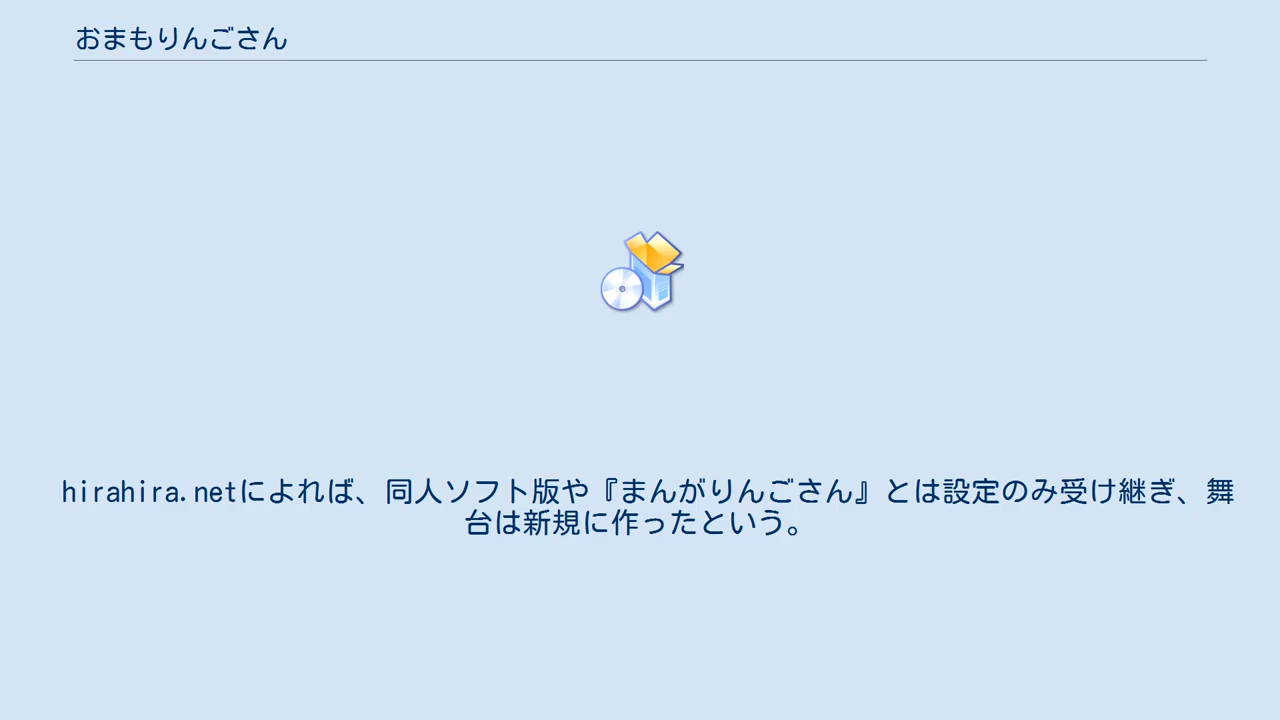 おまもりんごさん
hirahira.netによれば、同人ソフト版や『まんがりんごさん』とは設定のみ受け継ぎ、舞
台は新規に作ったという。